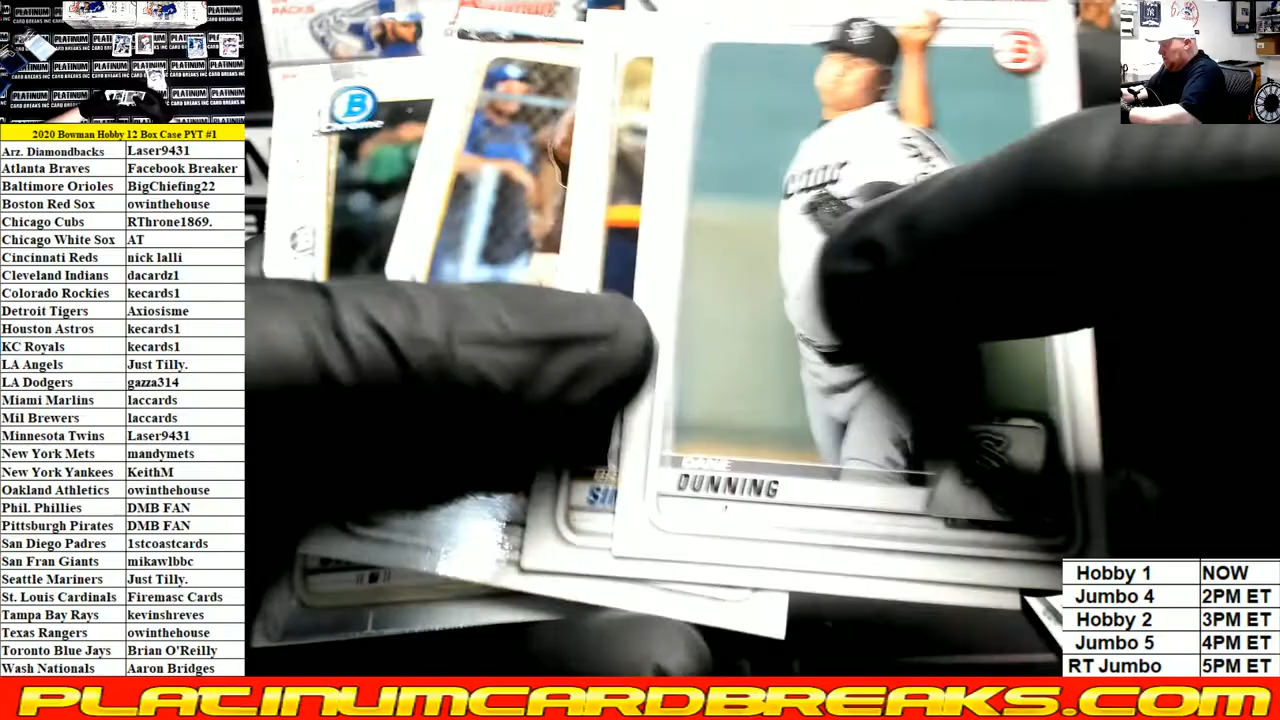 2020 Bowman Hobby 12 Box Case PYT #1
Arz. Diamondbacks Laser9431
Atlanta Braves Facebook Breaker
Baltimore Orioles BigChiefing22
Boston Red Sox owinthehouse
Chicago Cubs RThrone1869.
Chicago White Sox AT
Cincinnati Reds nick lalli
Cleveland Indians dacardz1
Colorado Rockies kecards1
Detroit Tigers Axiosisme
Houston Astros kecards1
KC Royals kecards1
LA Angels Just Tilly.
LA Dodgers gazza314
Miami Marlins laccards
Mil Brewers laccards
Minnesota Twins Laser9431
New York Mets mandymets
New York Yankees KeithM
Oakland Athletics owinthehouse
Phil. Phillies DMB FAN
Pittsburgh Pirates DMB FAN
San Diego Padres 1stcoastcards
San Fran Giants mikawlbbc
Seattle Mariners Just Tilly.
St. Louis Cardinals Firemasc Cards
Tampa Bay Rays kevinshreves
Texas Rangers owinthehouse
Toronto Blue Jays Brian O'Reilly
Wash Nationals Aaron Bridges
PACKS
B
CHROME
DANE
DUNNING
Hobby 1 NOW
Jumbo 4 2PM ET
Hobby 2 3PM ET
Jumbo 5 4PM ET
RT Jumbo 5PM ET
PLATINUMCARDBREAKS.COM